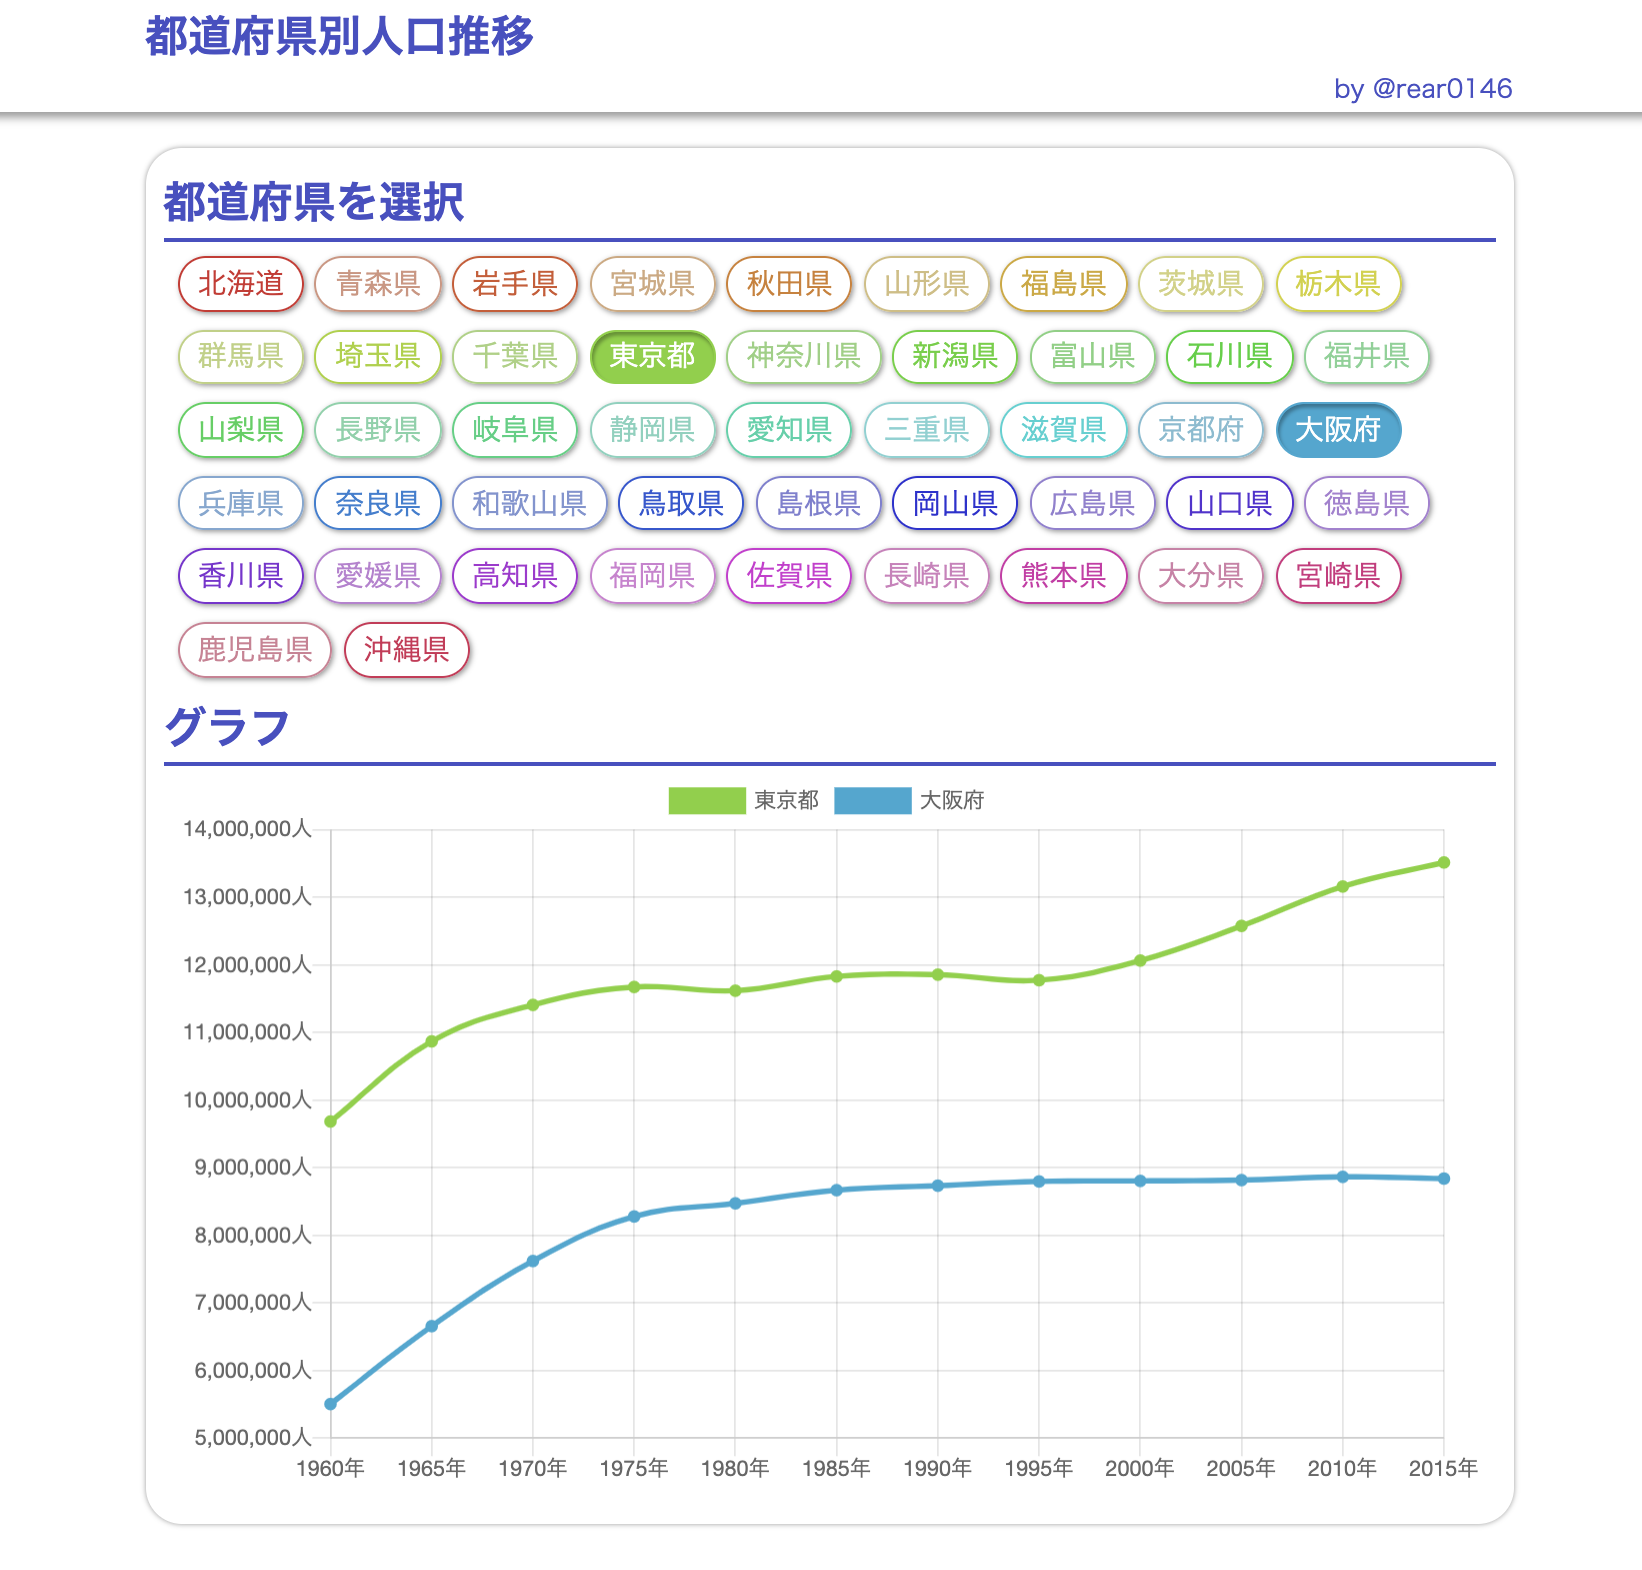 都道府県別人口推移
by @rear0146
都道府県を選択
北海道 青森県 岩手県 宮城県 秋田県 山形県 福島県 茨城県 栃木県
群馬県 埼玉県 千葉県 東京都 神奈川県 新潟県 富山県 石川県 福井県
山梨県 長野県 岐阜県 静岡県 愛知県 三重県 滋賀県 京都府 大阪府
兵庫県 奈良県 和歌山県 鳥取県 島根県 岡山県 広島県 山口県 徳島県
香川県 愛媛県 高知県 福岡県 佐賀県 長崎県 熊本県 大分県 宮崎県
鹿児島県 沖縄県
グラフ
東京都 大阪府
14,000,000人
13,000,000人
12,000,000人
11,000,000人
10,000,000人
9,000,000人
8,000,000人
7,000,000人
6,000,000人
5,000,000人
1960年 1965年 1970年 1975年 1980年 1985年 1990年 1995年 2000年 2005年 2010年 2015年